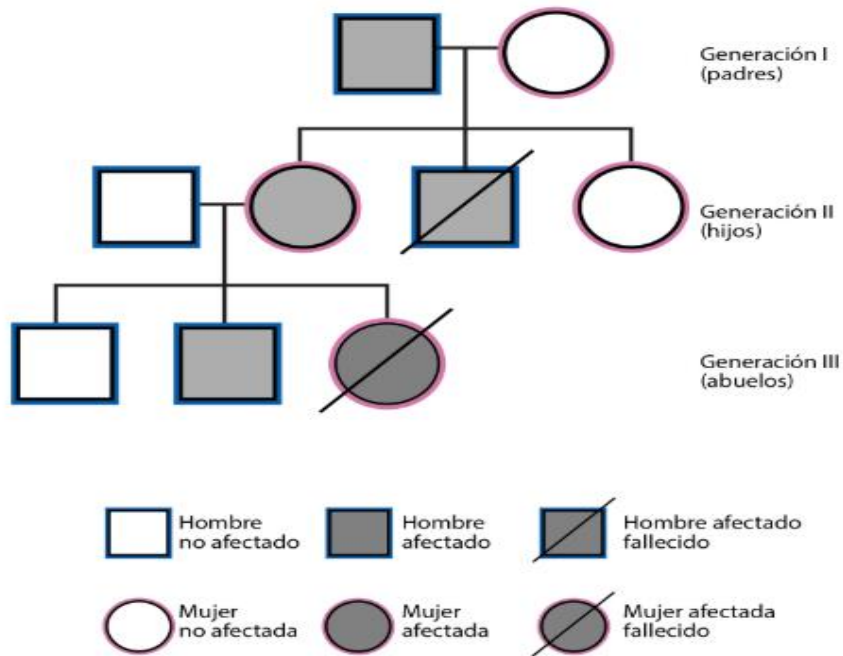 Generación I
(padres)
Generación II
(hijos)
Generación III
(abuelos)
Hombre
no afectado
Hombre
afectado
Hombre afectado
fallecido
Mujer
no afectada
Mujer
afectada
Mujer afectada
fallecido